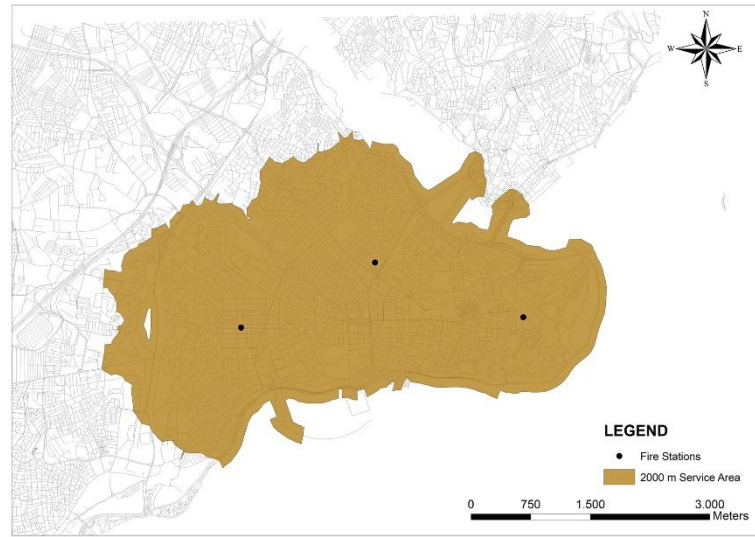 N
W E
S
LEGEND
Fire Stations
2000 m Service Area
0 750 1.500 3.000
Meters